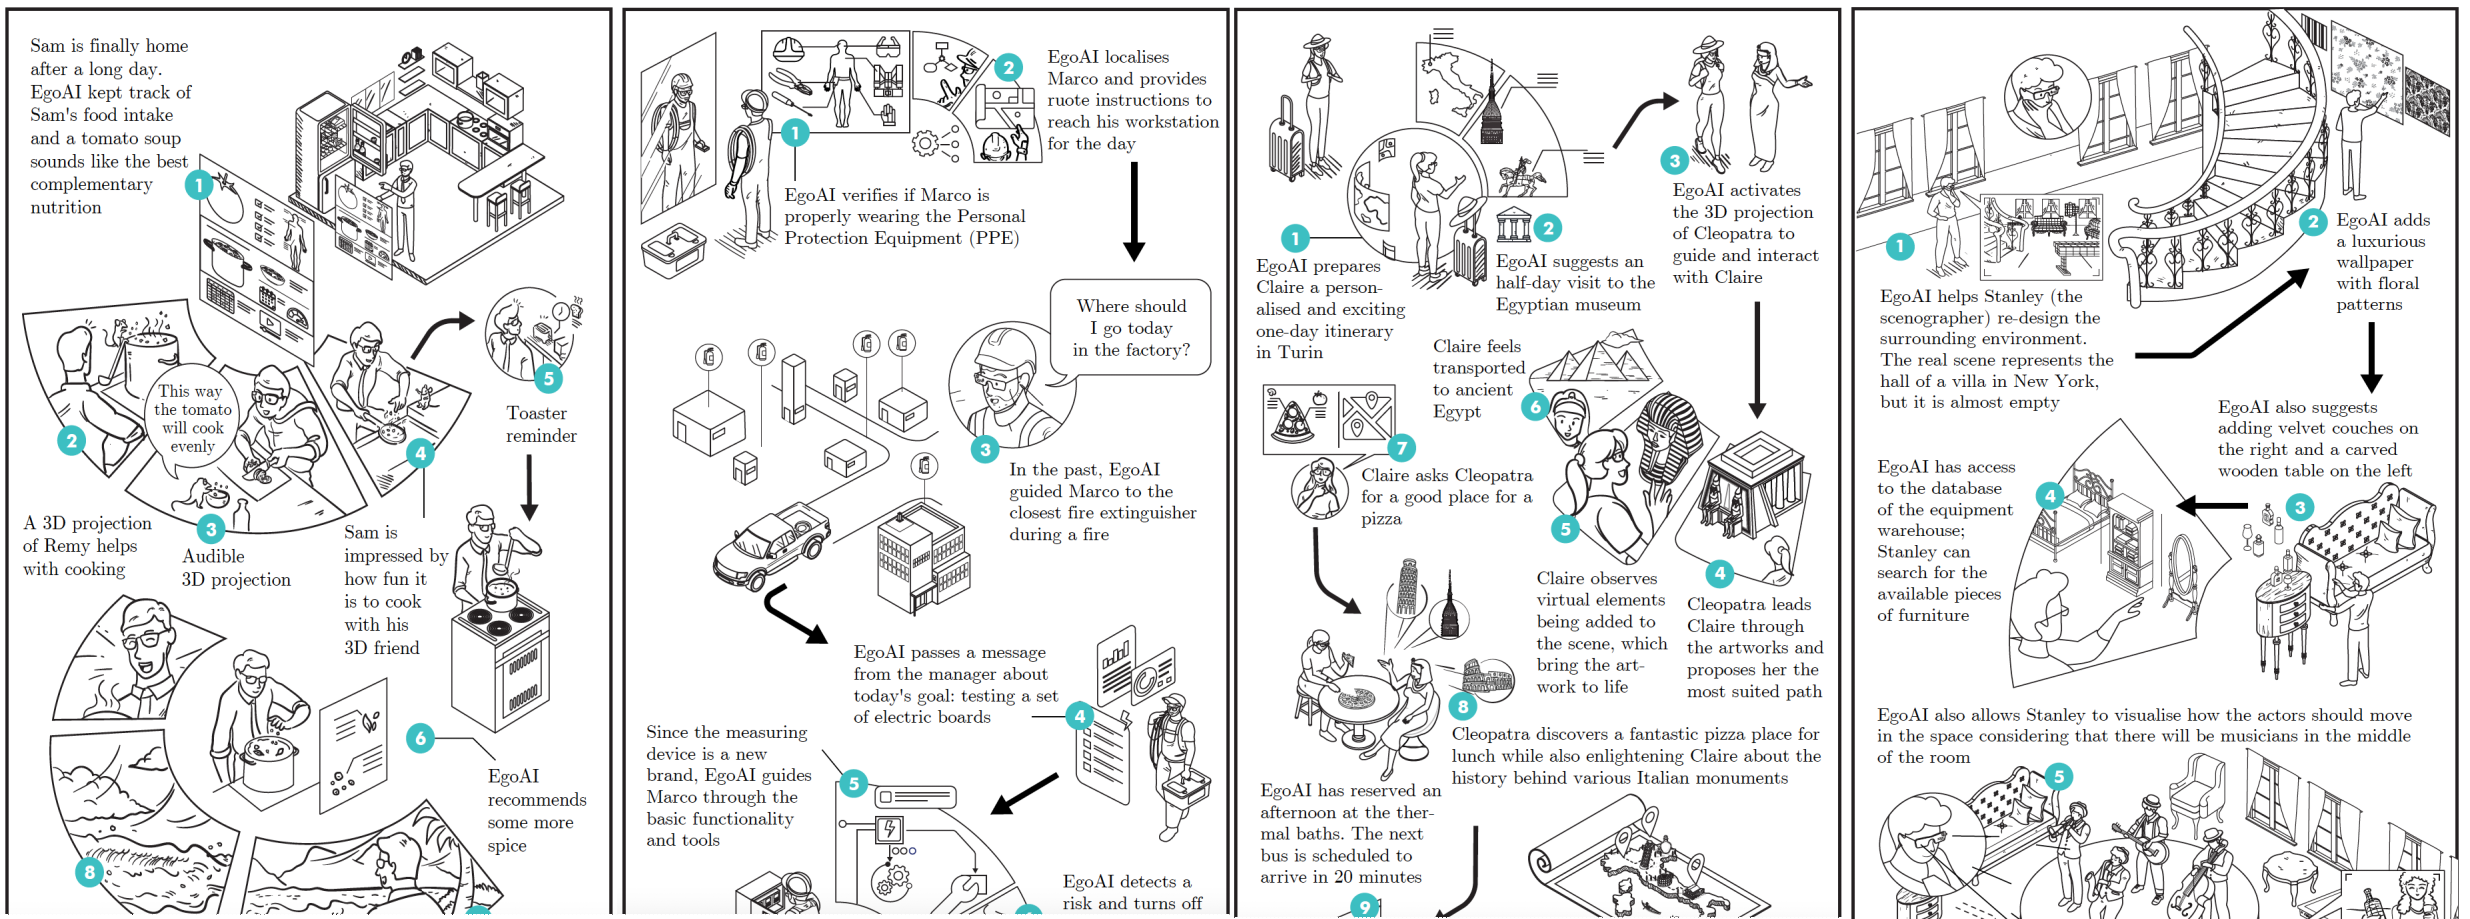 Sam is finally home
after a long day.
EgoAI kept track of
Sam's food intake
and a tomato soup
sounds like the best
complementary
nutrition
1
2
This way
the tomato
will cook
evenly
3
4
5
Toaster
reminder
A 3D projection
of Remy helps
with cooking
Audible
3D projection
Sam is
impressed by
how fun it
is to cook
with his
3D friend
6
EgoAI
recommends
some more
spice
8
1
EgoAI verifies if Marco is
properly wearing the Personal
Protection Equipment (PPE)
2
EgoAI localises
Marco and provides
ruote instructions to
reach his workstation
for the day
Where should
I go today
in the factory?
3
In the past, EgoAI
guided Marco to the
closest fire extinguisher
during a fire
EgoAI passes a message
from the manager about
today's goal: testing a set
of electric boards
4
Since the measuring
device is a new
brand, EgoAI guides
Marco through the
basic functionality
and tools
5
EgoAI detects a
risk and turns off
1
EgoAI prepares
Claire a person-
alised and exciting
one-day itinerary
in Turin
2
EgoAI suggests an
half-day visit to the
Egyptian museum
3
EgoAI activates
the 3D projection
of Cleopatra to
guide and interact
with Claire
4
Cleopatra leads
Claire through
the artworks and
proposes her the
most suited path
5
Claire observes
virtual elements
being added to
the scene, which
bring the art-
work to life
Claire feels
transported
to ancient
Egypt
6
7
Claire asks Cleopatra
for a good place for a
pizza
8
Cleopatra discovers a fantastic pizza place for
lunch while also enlightening Claire about the
history behind various Italian monuments
EgoAI has reserved an
afternoon at the ther-
mal baths. The next
bus is scheduled to
arrive in 20 minutes
9
1
EgoAI helps Stanley (the
scenographer) re-design the
surrounding environment.
The real scene represents the
hall of a villa in New York,
but it is almost empty
2
EgoAI adds
a luxurious
wallpaper
with floral
patterns
EgoAI also suggests
adding velvet couches on
the right and a carved
wooden table on the left
3
EgoAI has access
to the database
of the equipment
warehouse;
Stanley can
search for the
available pieces
of furniture
4
EgoAI also allows Stanley to visualise how the actors should move
in the space considering that there will be musicians in the middle
of the room
5